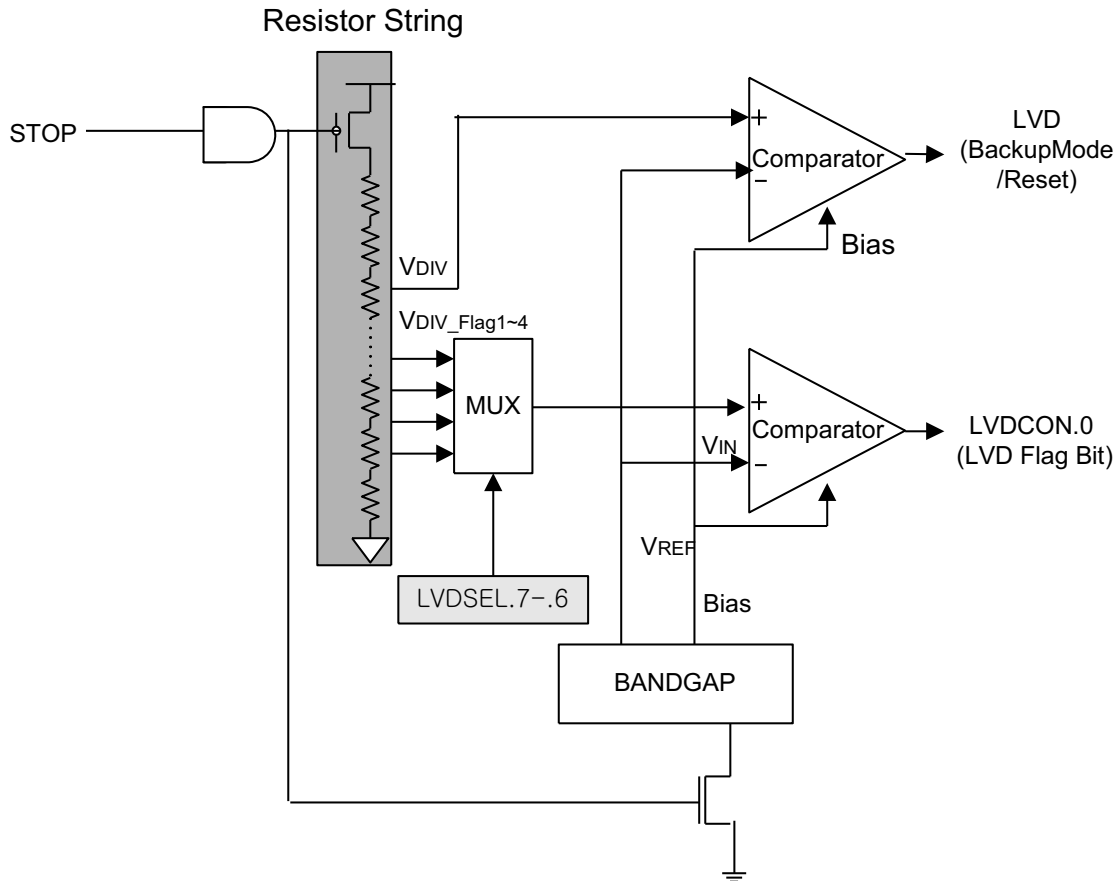 Resistor String
STOP
VDIV
VDIV_Flag1~4
MUX
LVDSEL.7-.6
+
Comparator
−
Bias
LVD
(BackupMode
/Reset)
+
Comparator
VIN
−
LVDCON.0
(LVD Flag Bit)
VREF
Bias
BANDGAP